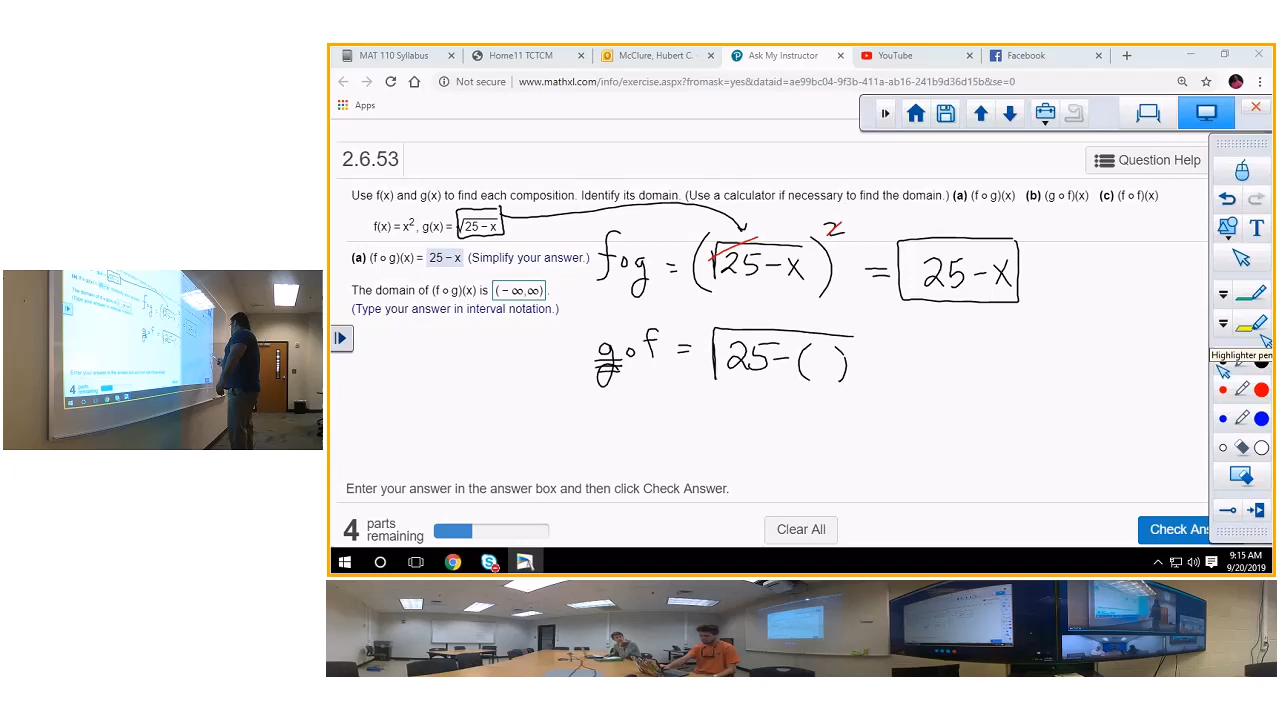 MAT 110 Syllabus
Home11 TCTCM
McClure, Hubert C. -
Ask My Instructor
YouTube
Facebook
Not secure | www.mathxl.com/info/exercise.aspx?fromask=yes&dataid=ae99bc04-9f3b-411a-ab16-241b9d36d15b&se=0
Apps
2.6.53
Question Help
Use f(x) and g(x) to find each composition. Identify its domain. (Use a calculator if necessary to find the domain.) (a) (f ∘ g)(x) (b) (g ∘ f)(x) (c) (f ∘ f)(x)
f(x) = x², g(x) = √25 − x
(a) (f ∘ g)(x) = 25 − x (Simplify your answer.)
The domain of (f ∘ g)(x) is (−∞,∞).
(Type your answer in interval notation.)
f∘g = (√25−x)² = 25−x
g∘f = √25−( )
T
Highlighter pen
Enter your answer in the answer box and then click Check Answer.
4 parts remaining
Clear All
Check Ans
9:15 AM
9/20/2019